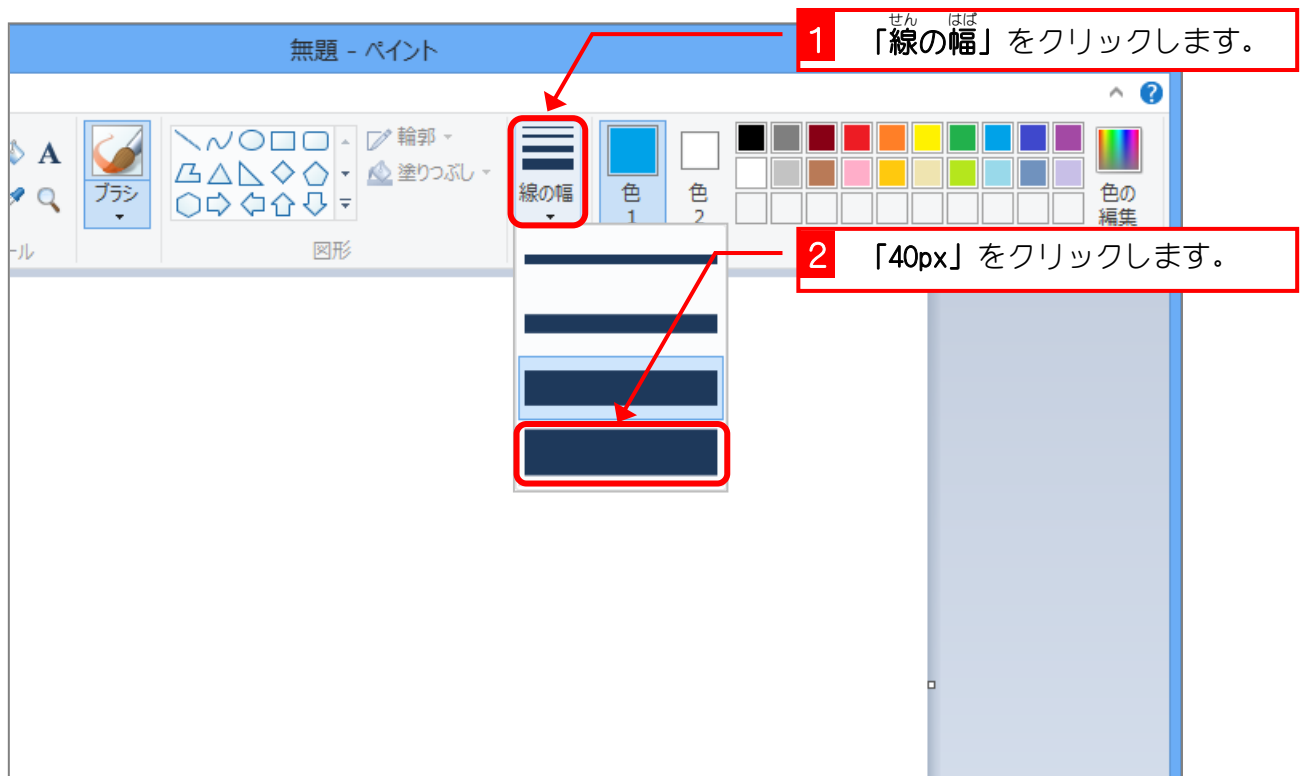 無題 - ペイント
1 「線の幅」をクリックします。
せん はば
A
ブラシ
輪郭
塗りつぶし
線の幅
色
1
色
2
色の
編集
ール
図形
2 「40px」をクリックします。